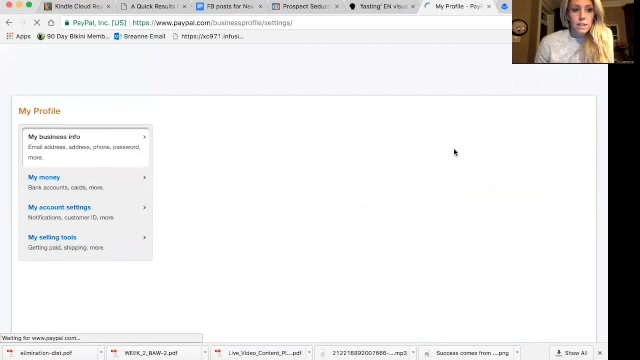 Kindle Cloud Rea
A Quick Results
FB posts for New
Prospect Seduct
'fasting' EN visua
My Profile - PayP
PayPal, Inc. [US] https://www.paypal.com/businessprofile/settings/
Apps
90 Day Bikini Memb...
Breanne Email
https://xc971.infusi...
My Profile
My business info
Email address, address, phone, password,
more.
My money
Bank accounts, cards, more.
My account settings
Notifications, customer ID, more.
My selling tools
Getting paid, shipping, more.
Waiting for www.paypal.com...
elimination-diet.pdf
WEEK_2_BAW-2.pdf
Live_Video_Content_Pl....pdf
212216892007666-....mp3
Success comes from ....png
Show All